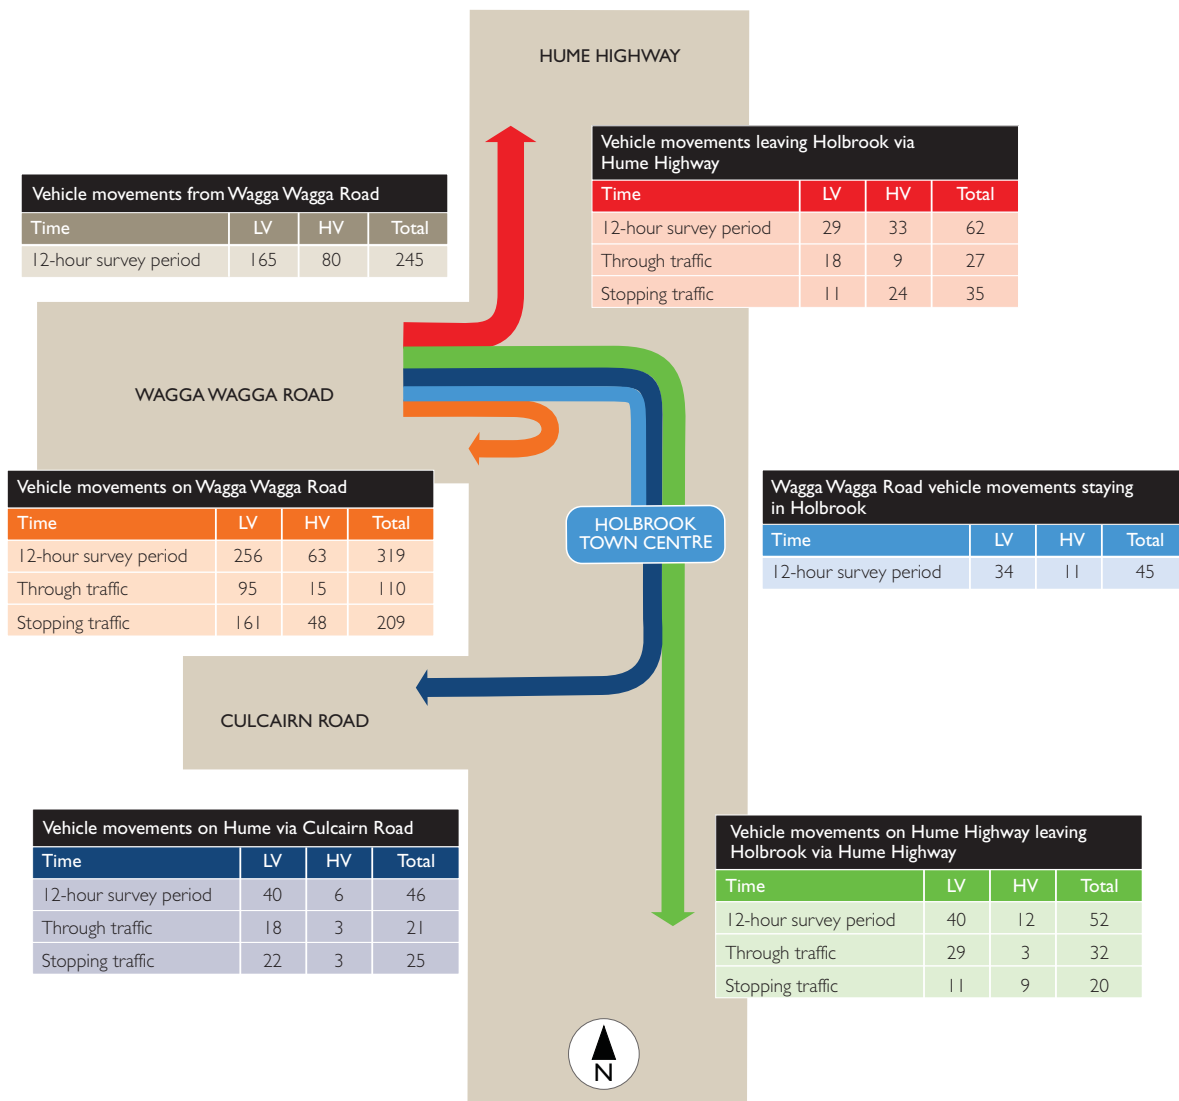 HUME HIGHWAY
Vehicle movements leaving Holbrook via
Hume Highway
Time LV HV Total
12-hour survey period 29 33 62
Through traffic 18 9 27
Stopping traffic 11 24 35
Vehicle movements from Wagga Wagga Road
Time LV HV Total
12-hour survey period 165 80 245
WAGGA WAGGA ROAD
Vehicle movements on Wagga Wagga Road
Time LV HV Total
12-hour survey period 256 63 319
Through traffic 95 15 110
Stopping traffic 161 48 209
HOLBROOK
TOWN CENTRE
Wagga Wagga Road vehicle movements staying
in Holbrook
Time LV HV Total
12-hour survey period 34 11 45
CULCAIRN ROAD
Vehicle movements on Hume via Culcairn Road
Time LV HV Total
12-hour survey period 40 6 46
Through traffic 18 3 21
Stopping traffic 22 3 25
Vehicle movements on Hume Highway leaving
Holbrook via Hume Highway
Time LV HV Total
12-hour survey period 40 12 52
Through traffic 29 3 32
Stopping traffic 11 9 20
N